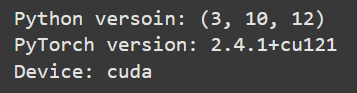 Python versoin: (3, 10, 12)
PyTorch version: 2.4.1+cu121
Device: cuda